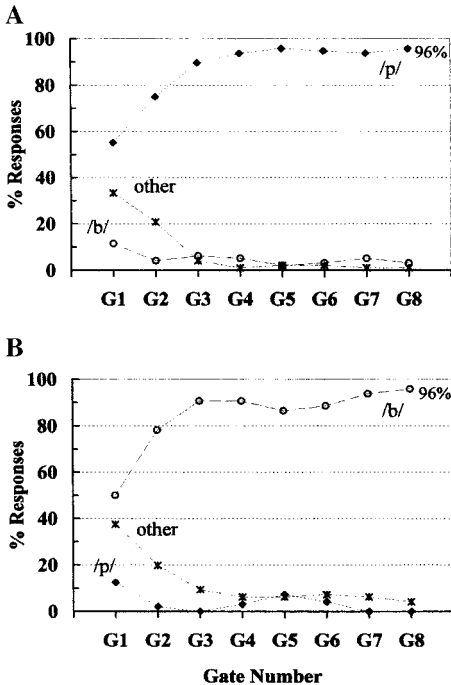 A
100
80
60
40
20
0
% Responses
96%
/p/
other
/b/
G1 G2 G3 G4 G5 G6 G7 G8
B
100
80
60
40
20
0
% Responses
96%
/b/
other
/p/
G1 G2 G3 G4 G5 G6 G7 G8
Gate Number